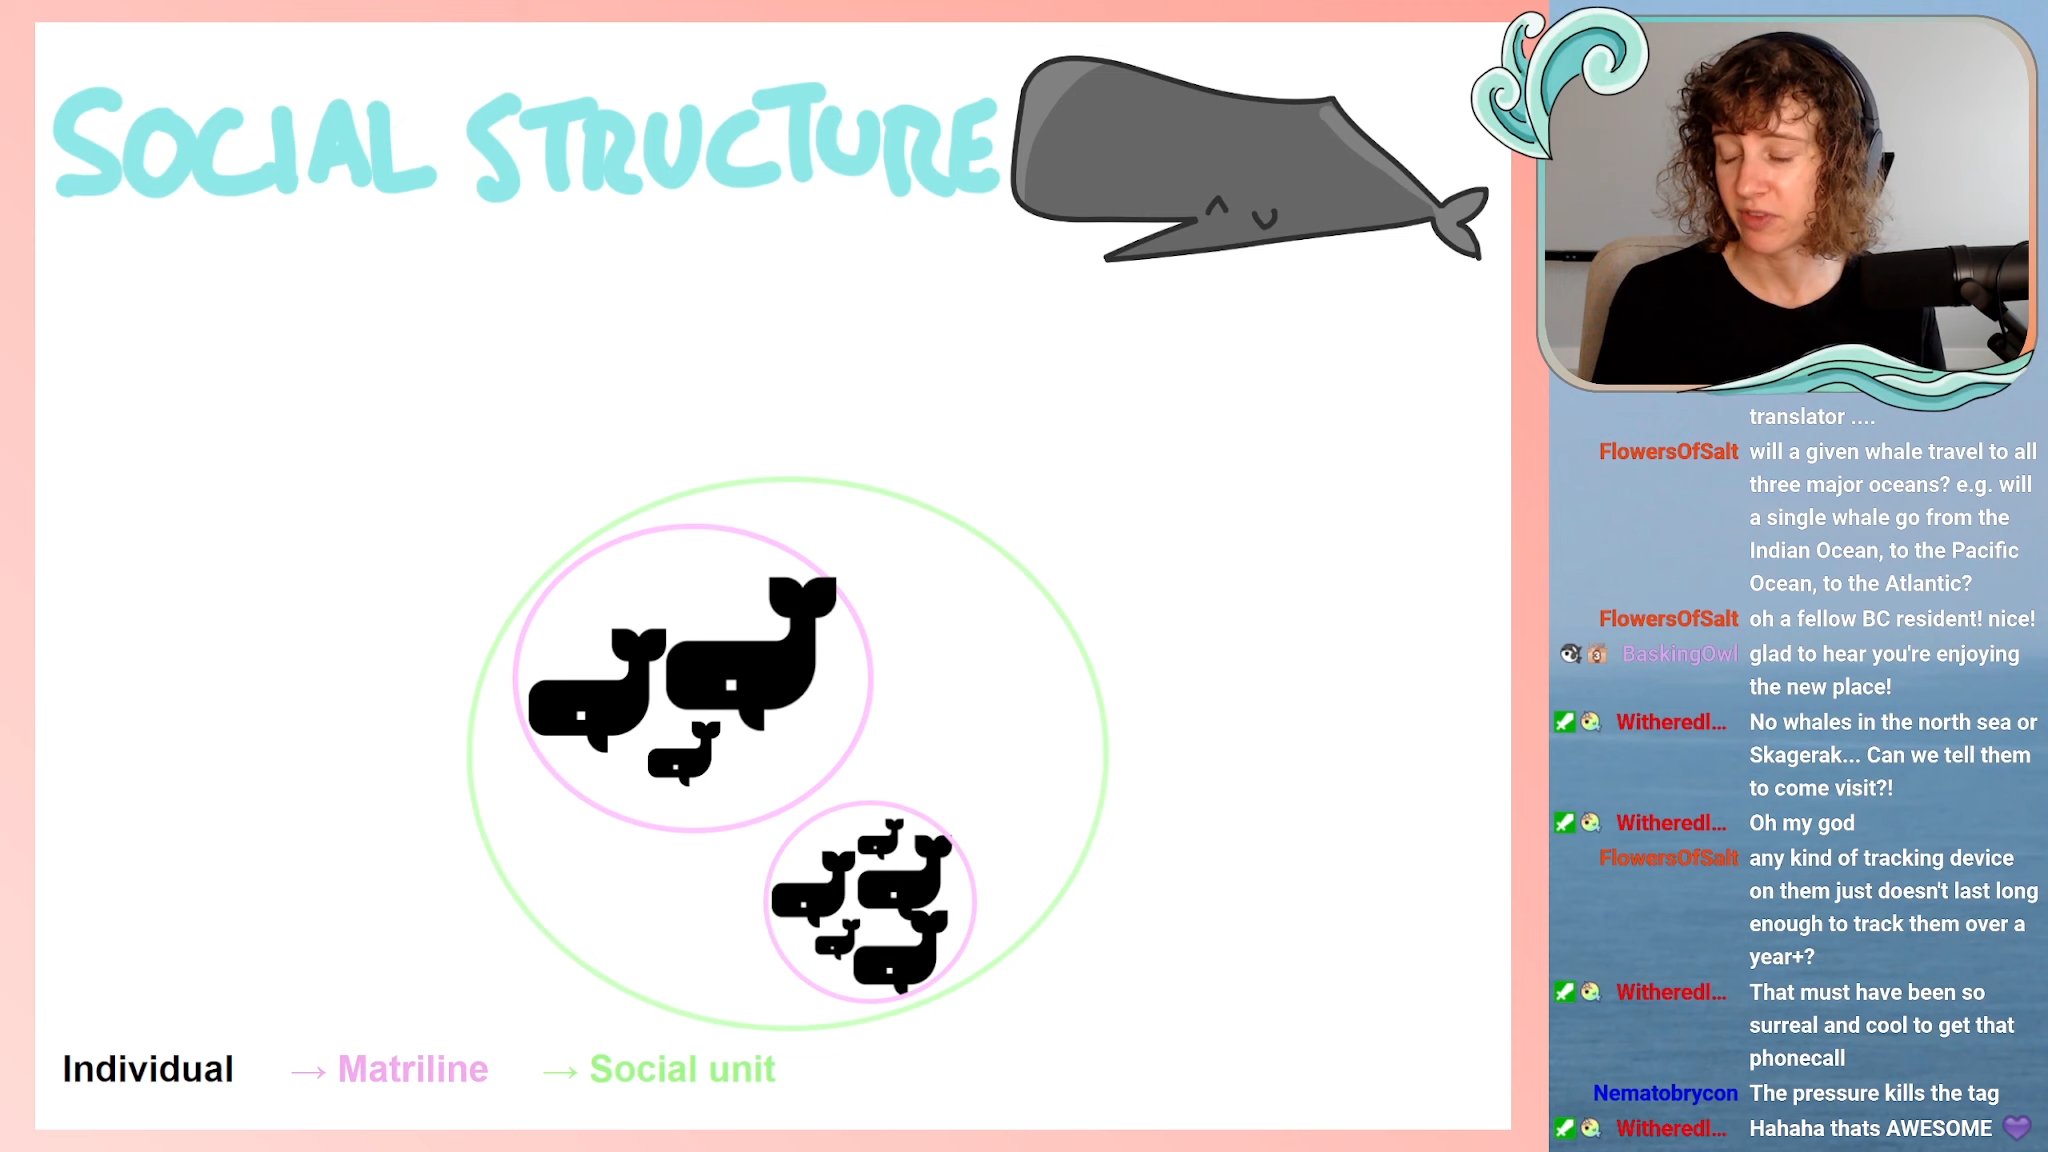 SOCIAL STRUCTURE
Individual → Matriline → Social unit
translator ....
FlowersOfSalt will a given whale travel to all
three major oceans? e.g. will
a single whale go from the
Indian Ocean, to the Pacific
Ocean, to the Atlantic?
FlowersOfSalt oh a fellow BC resident! nice!
BaskingOwl glad to hear you're enjoying
the new place!
Witheredl... No whales in the north sea or
Skagerak... Can we tell them
to come visit?!
Witheredl... Oh my god
FlowersOfSalt any kind of tracking device
on them just doesn't last long
enough to track them over a
year+?
Witheredl... That must have been so
surreal and cool to get that
phonecall
Nematobrycon The pressure kills the tag
Witheredl... Hahaha thats AWESOME 💜